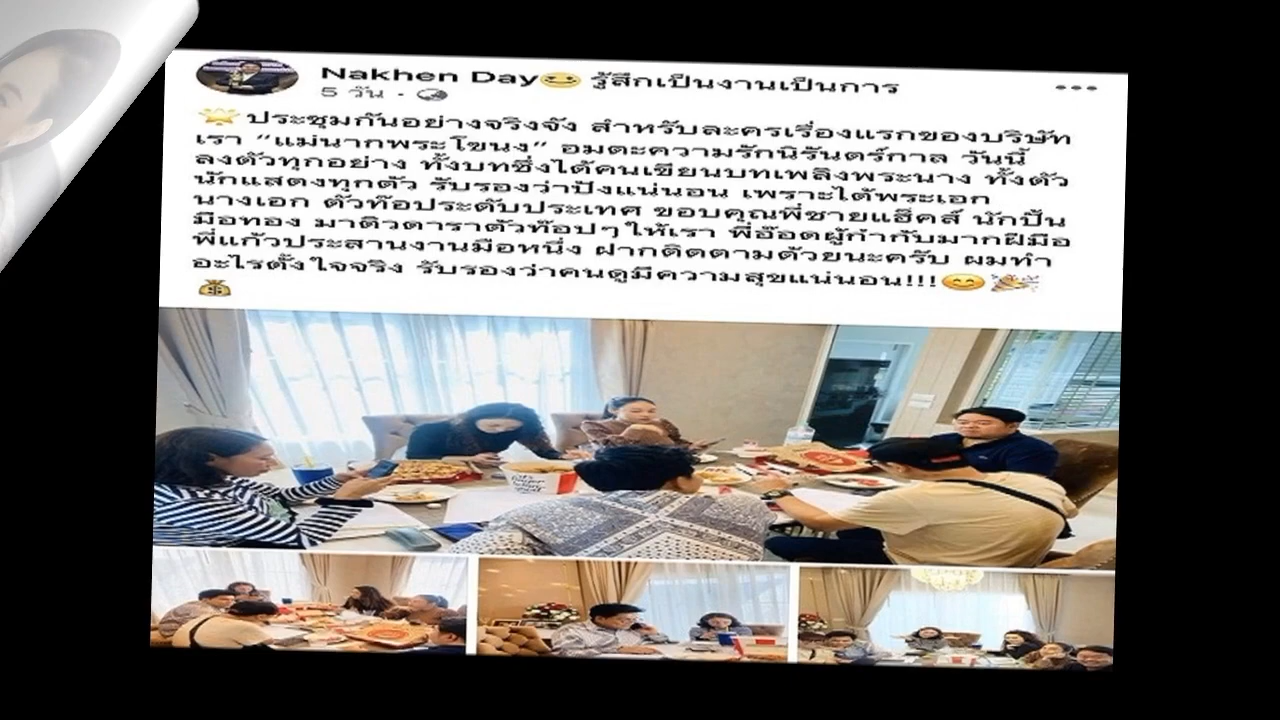 Nakhen Day😆 รู้สึกเป็นงานเป็นการ
5 วัน ·
🌟 ประชุมกันอย่างจริงจัง สำหรับละครเรื่องแรกของบริษัท
เรา “แม่นากพระโขนง” อมตะความรักนิรันตร์กาล วันนี้
ลงตัวทุกอย่าง ทั้งบทซึ่งได้คนเขียนบทเพลิงพระนาง ทั้งตัว
นักแสดงทุกตัว รับรองว่าปังแน่นอน เพราะได้พระเอก
นางเอก ตัวท๊อประดับประเทศ ขอบคุณพี่ชายแฮ็คส์ นักปั้น
มือทอง มาดิวดาราตัวท๊อปๆให้เรา พี่อ๊อดผู้กำกับมากฝีมือ
พี่แก้วประสานงานมือหนึ่ง ฝากติดตามด้วยนะครับ ผมทำ
อะไรตั้งใจจริง รับรองว่าคนดูมีความสุขแน่นอน!!!😊🎉
💰